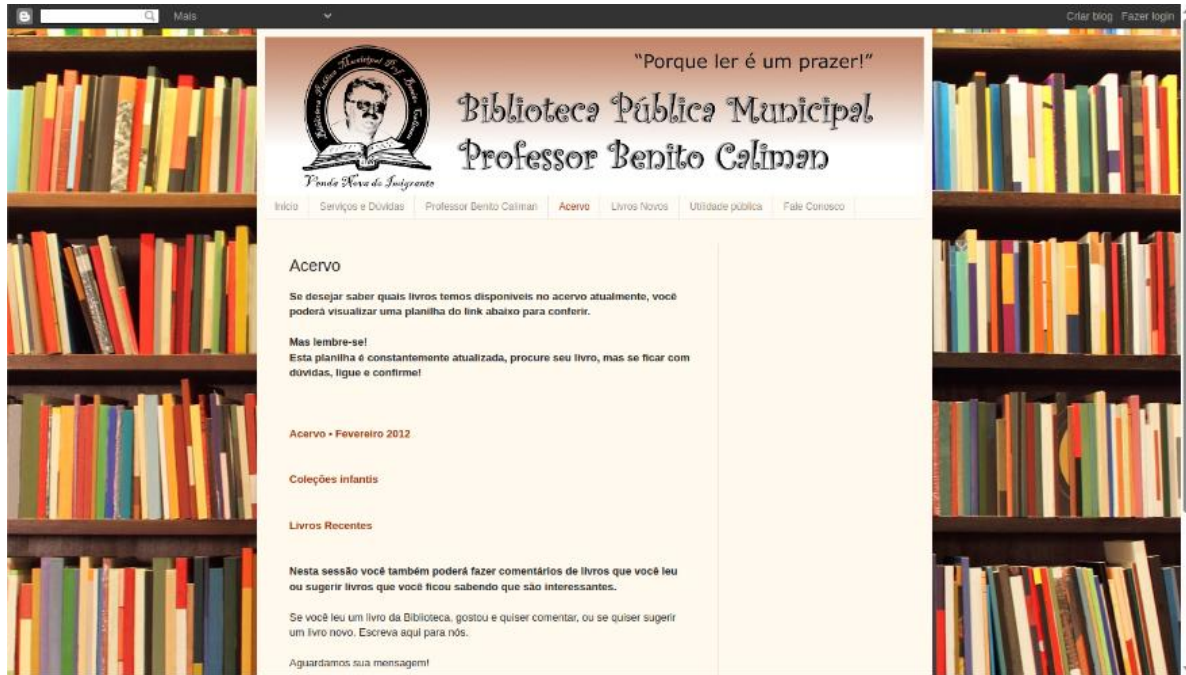 Mais
Criar blog Fazer login
"Porque ler é um prazer!"
Biblioteca Pública Municipal Prof. Benito Caliman
Biblioteca Pública Municipal
Professor Benito Caliman
Venda Nova do Imigrante
Início Serviços e Dúvidas Professor Benito Caliman Acervo Livros Novos Utilidade pública Fale Conosco
Acervo
Se desejar saber quais livros temos disponíveis no acervo atualmente, você
poderá visualizar uma planilha do link abaixo para conferir.
Mas lembre-se!
Esta planilha é constantemente atualizada, procure seu livro, mas se ficar com
dúvidas, ligue e confirme!
Acervo • Fevereiro 2012
Coleções infantis
Livros Recentes
Nesta sessão você também poderá fazer comentários de livros que você leu
ou sugerir livros que você ficou sabendo que são interessantes.
Se você leu um livro da Biblioteca, gostou e quiser comentar, ou se quiser sugerir
um livro novo. Escreva aqui para nós.
Aguardamos sua mensagem!